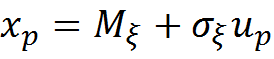 x_p = M_ξ + σ_ξ u_p